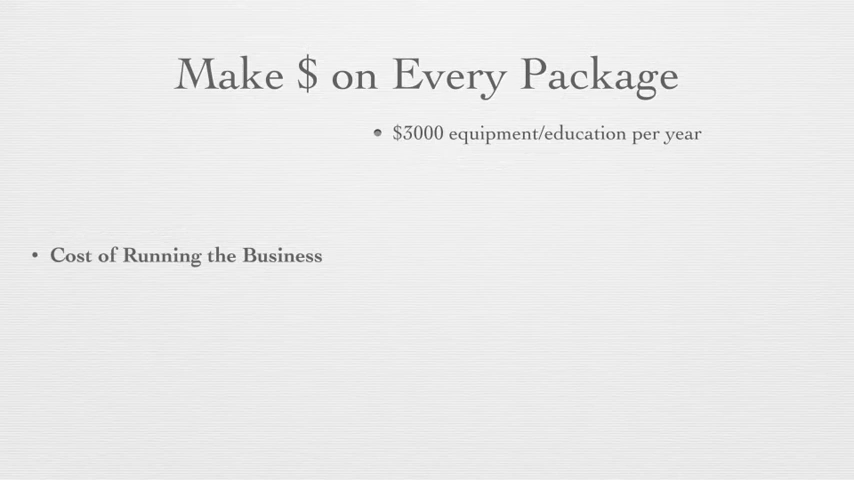 Make $ on Every Package
• $3000 equipment/education per year
• Cost of Running the Business